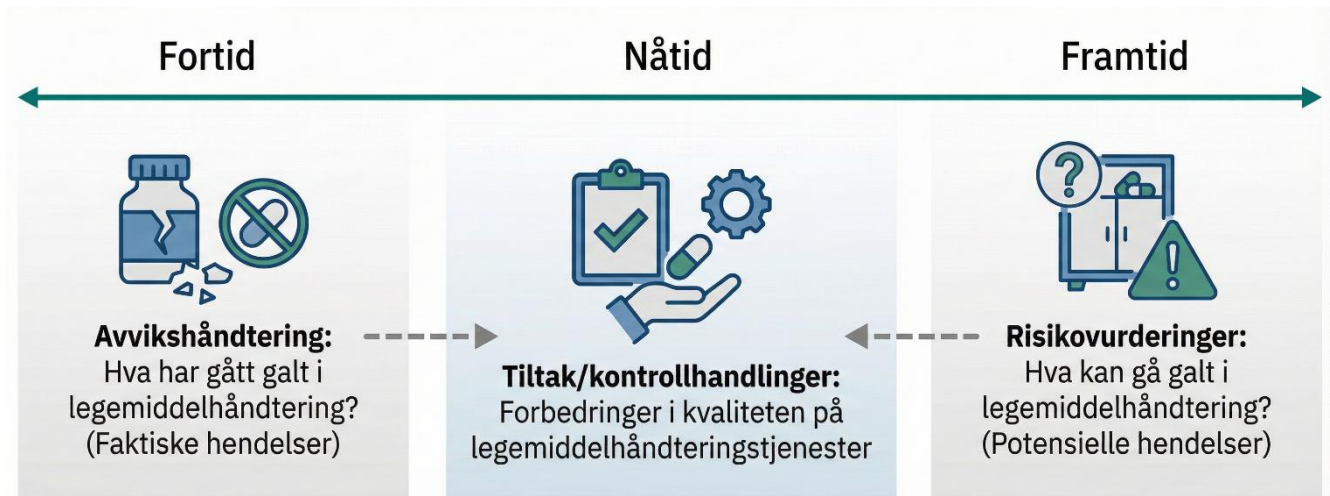 Fortid
Nåtid
Framtid
Avvikshåndtering:
Hva har gått galt i
legemiddelhåndtering?
(Faktiske hendelser)
Tiltak/kontrollhandlinger:
Forbedringer i kvaliteten på
legemiddelhåndteringstjenester
?
!
Risikovurderinger:
Hva kan gå galt i
legemiddelhåndtering?
(Potensielle hendelser)